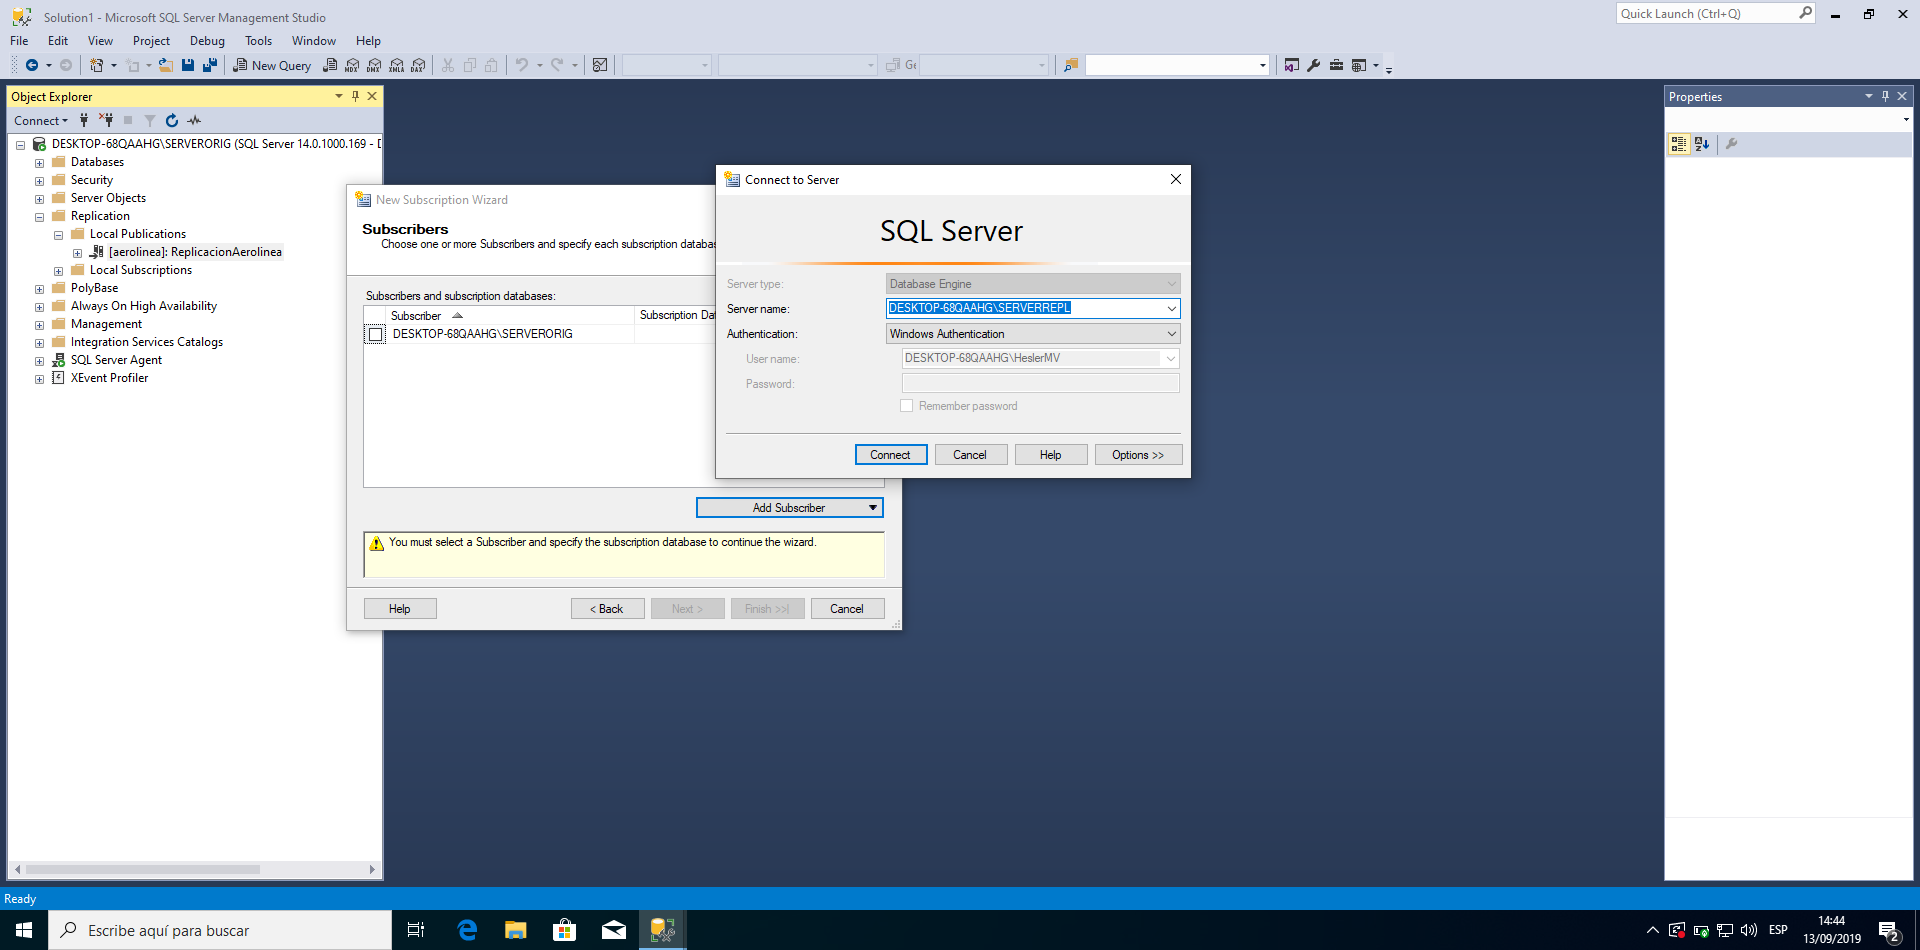 Solution1 - Microsoft SQL Server Management Studio
Quick Launch (Ctrl+Q)
File Edit View Project Debug Tools Window Help
New Query
MDX DMX XMLA DAX
Object Explorer
Connect
DESKTOP-68QAAHG\SERVERORIG (SQL Server 14.0.1000.169 - D
Databases
Security
Server Objects
Replication
Local Publications
[aerolinea]: ReplicacionAerolinea
Local Subscriptions
PolyBase
Always On High Availability
Management
Integration Services Catalogs
SQL Server Agent
XEvent Profiler
New Subscription Wizard
Subscribers
Choose one or more Subscribers and specify each subscription databas
Subscribers and subscription databases:
Subscriber Subscription Dat
DESKTOP-68QAAHG\SERVERORIG
Add Subscriber
You must select a Subscriber and specify the subscription database to continue the wizard.
Help < Back Next > Finish >>| Cancel
Connect to Server
SQL Server
Server type: Database Engine
Server name: DESKTOP-68QAAHG\SERVERREPL
Authentication: Windows Authentication
User name: DESKTOP-68QAAHG\HeslerMV
Password:
Remember password
Connect Cancel Help Options >>
Properties
Ready
Escribe aquí para buscar
ESP
14:44
13/09/2019
2